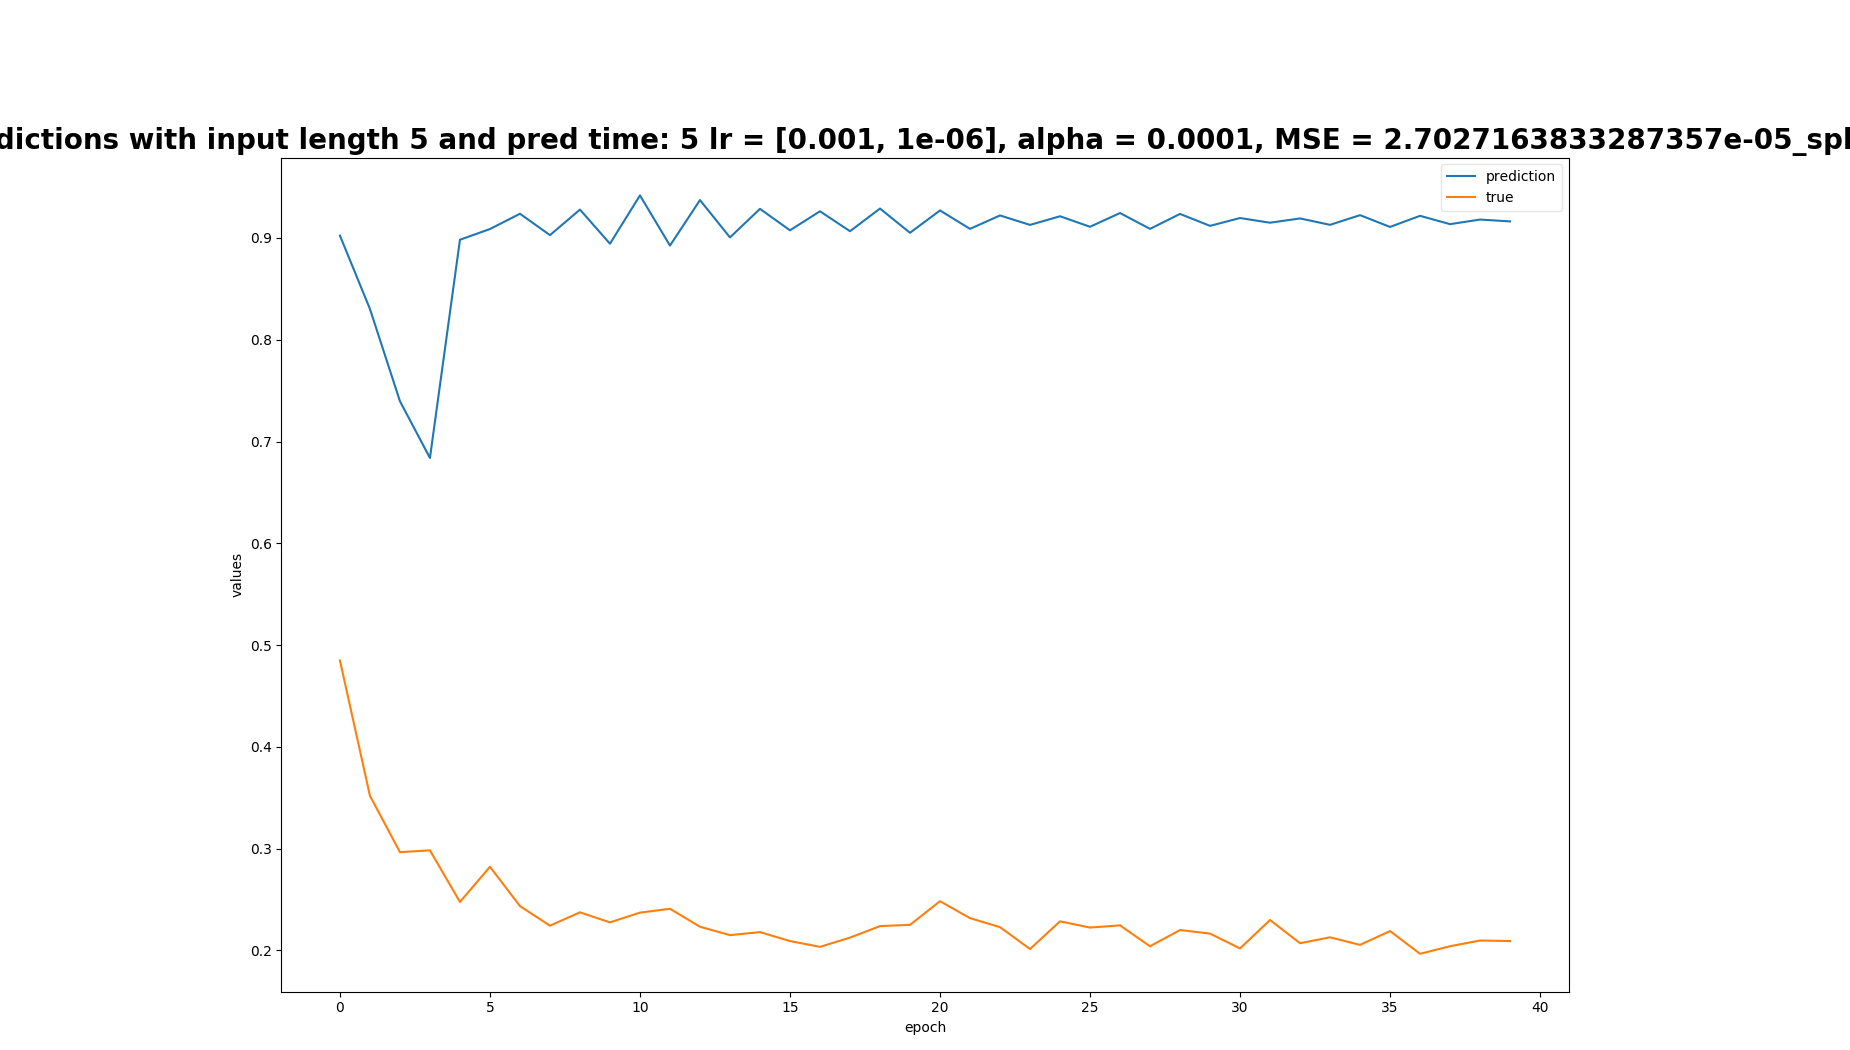 dictions with input length 5 and pred time: 5 lr = [0.001, 1e-06], alpha = 0.0001, MSE = 2.7027163833287357e-05_spl
prediction
true
0.9
0.8
0.7
0.6
0.5
0.4
0.3
0.2
values
0 5 10 15 20 25 30 35 40
epoch